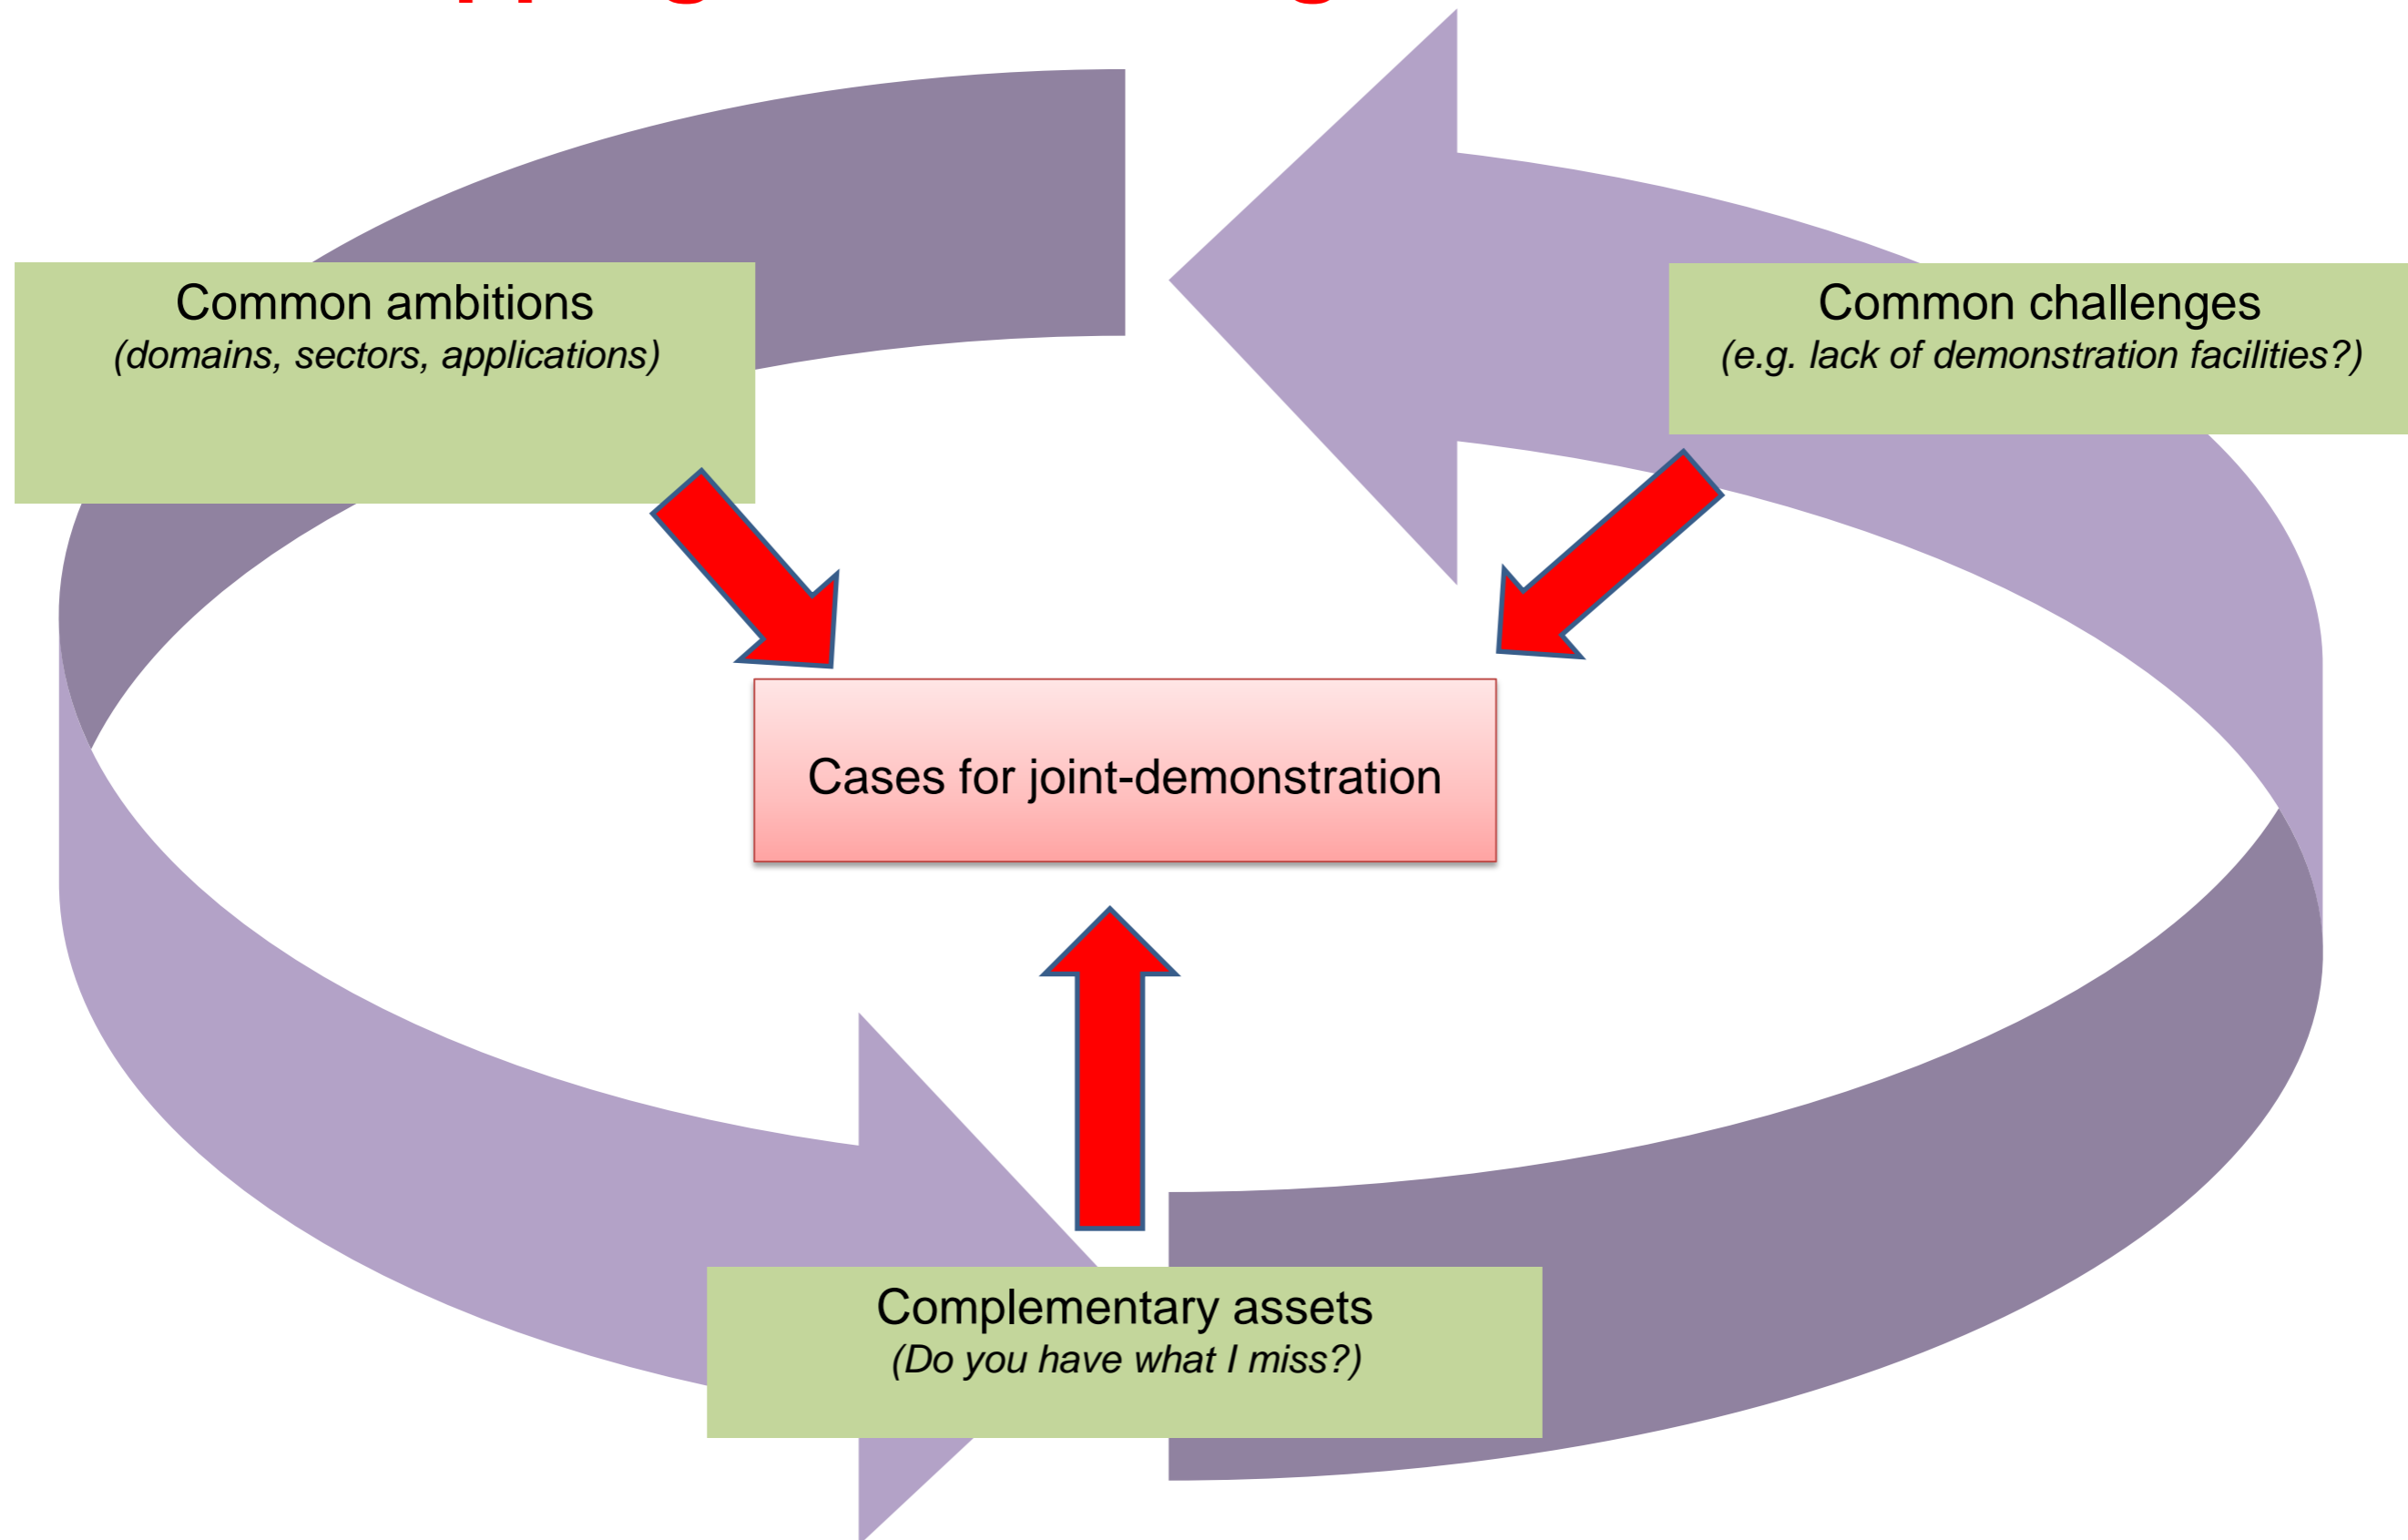 Common ambitions
(domains, sectors, applications)
Common challenges
(e.g. lack of demonstration facilities?)
Cases for joint-demonstration
Complementary assets
(Do you have what I miss?)